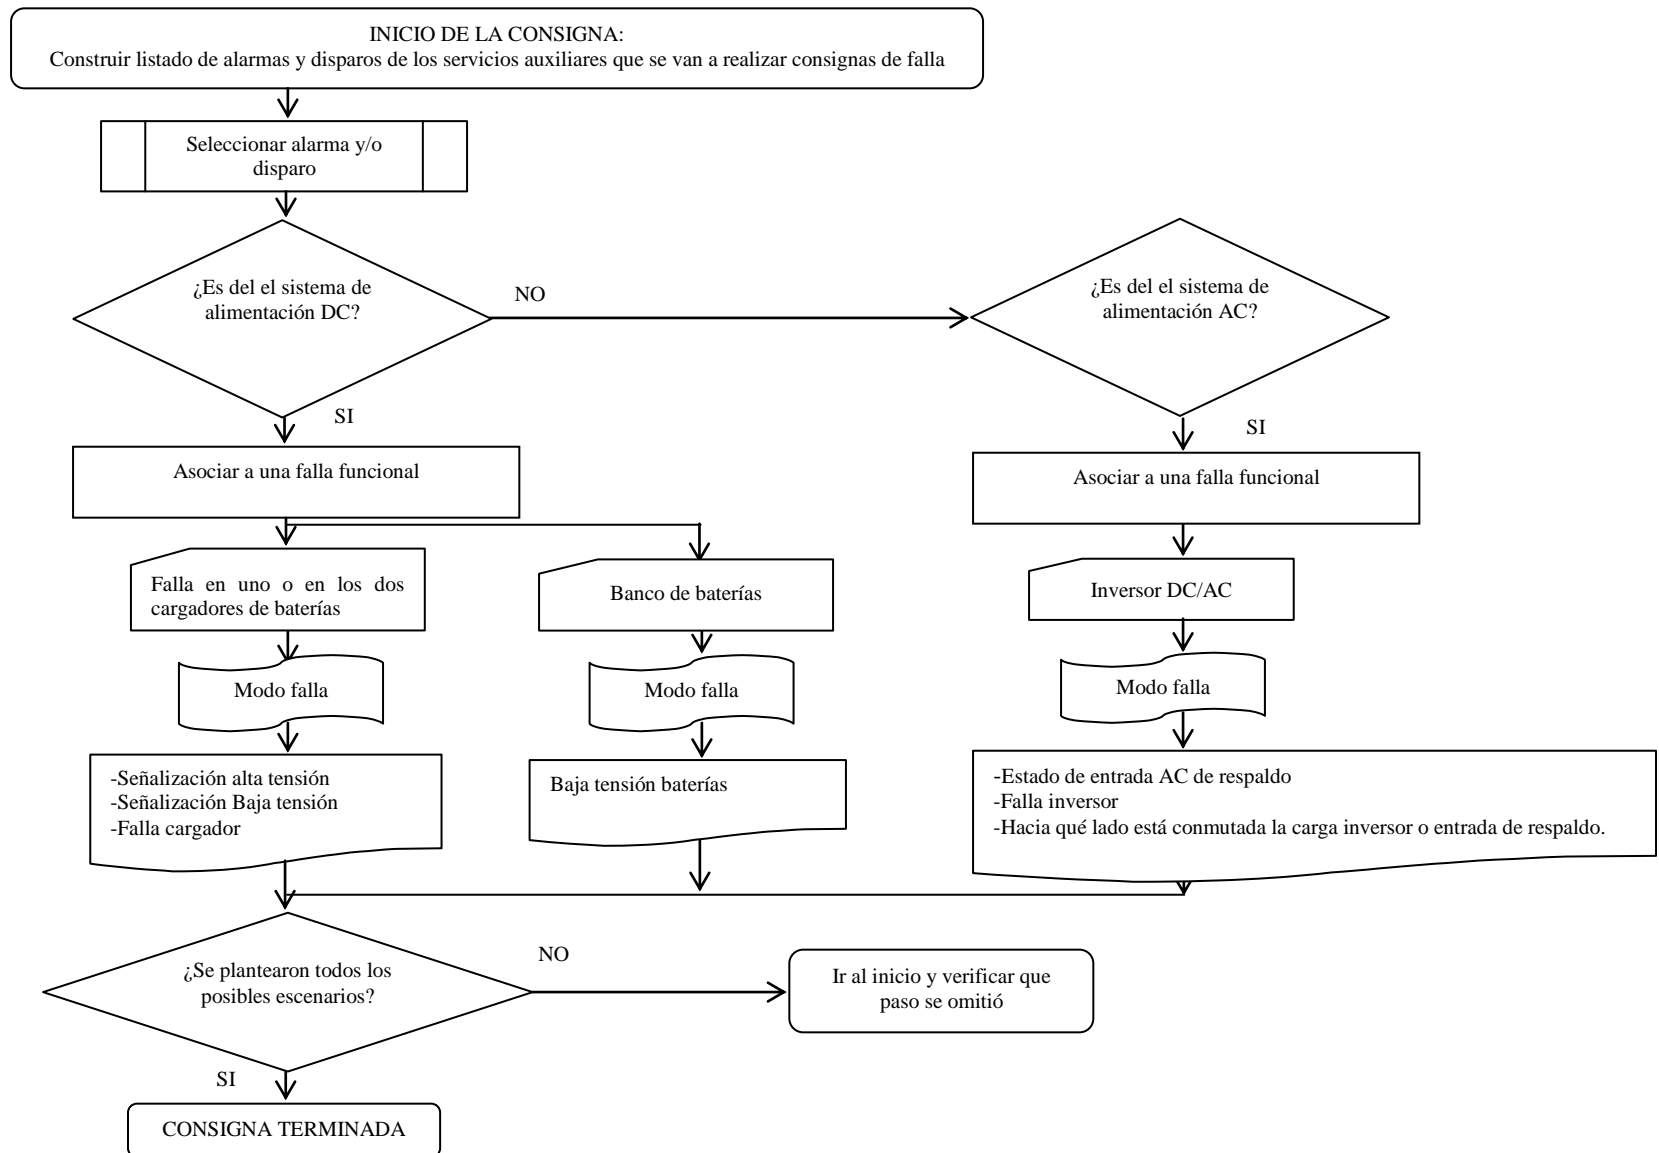 INICIO DE LA CONSIGNA:
Construir listado de alarmas y disparos de los servicios auxiliares que se van a realizar consignas de falla
Seleccionar alarma y/o
disparo
¿Es del el sistema de
alimentación DC?
NO
¿Es del el sistema de
alimentación AC?
SI
SI
Asociar a una falla funcional
Asociar a una falla funcional
Falla en uno o en los dos
cargadores de baterías
Banco de baterías
Inversor DC/AC
Modo falla
Modo falla
Modo falla
-Señalización alta tensión
-Señalización Baja tensión
-Falla cargador
Baja tensión baterías
-Estado de entrada AC de respaldo
-Falla inversor
-Hacia qué lado está conmutada la carga inversor o entrada de respaldo.
¿Se plantearon todos los
posibles escenarios?
NO
Ir al inicio y verificar que
paso se omitió
SI
CONSIGNA TERMINADA